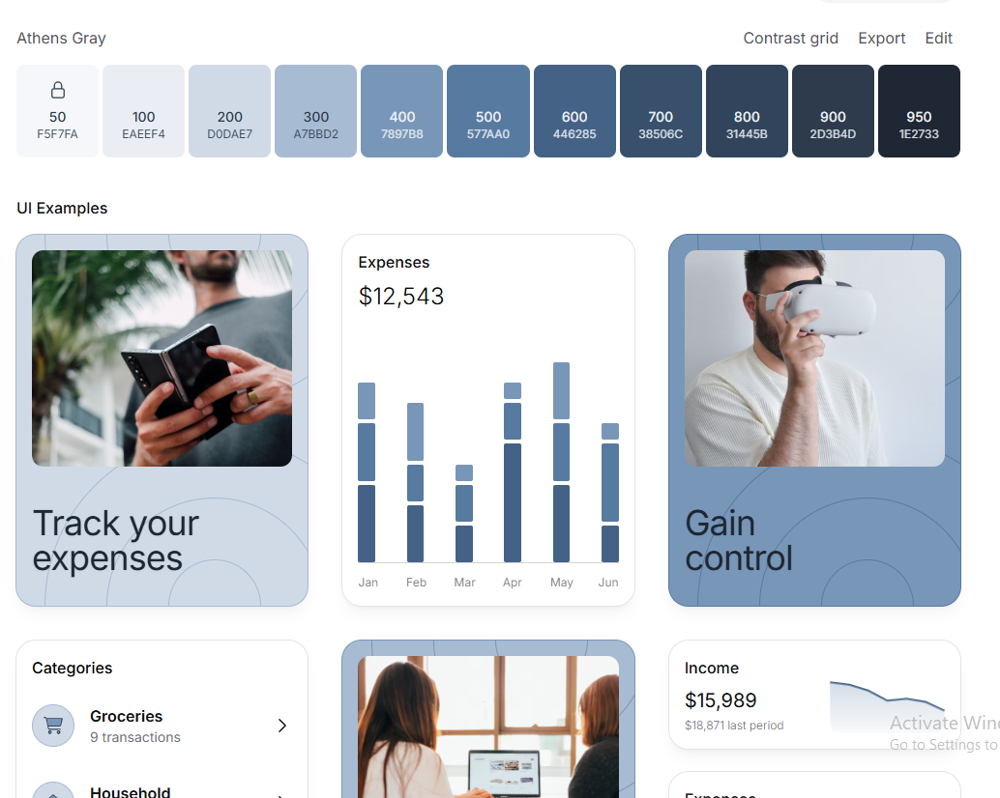 Athens Gray
Contrast grid Export Edit
50 100 200 300 400 500 600 700 800 900 950
F5F7FA EAEEF4 D0DAE7 A7BBD2 7897B8 577AA0 446285 38506C 31445B 2D3B4D 1E2733
UI Examples
Track your
expenses
Expenses
$12,543
Jan Feb Mar Apr May Jun
Gain
control
Categories
Groceries
9 transactions
Household
Income
$15,989
$18,871 last period
Activate Win
Go to Settings to
Expenses